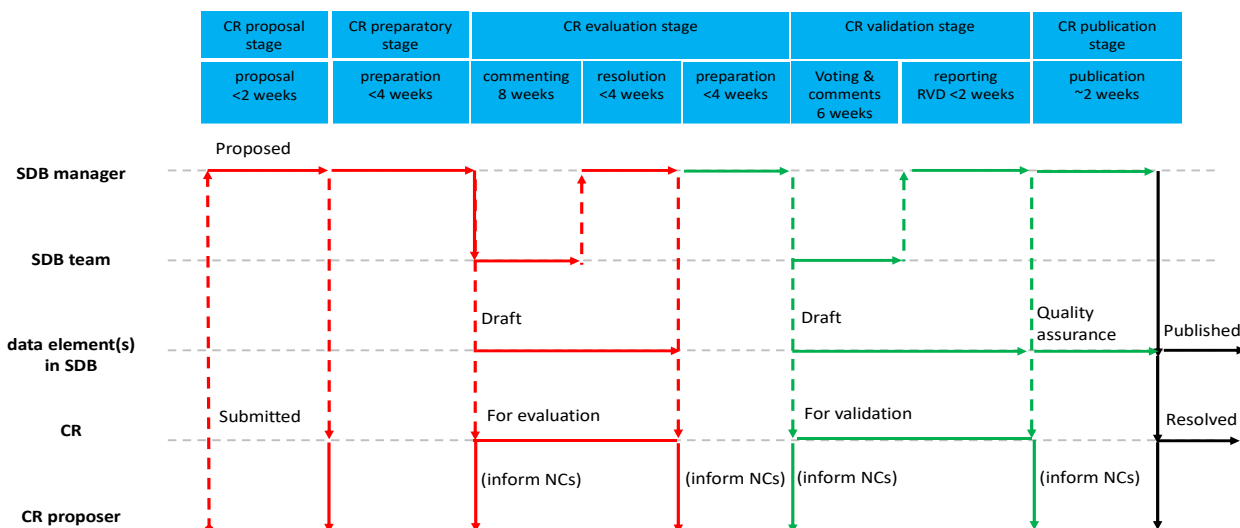 CR proposal
stage
CR preparatory
stage
CR evaluation stage
CR validation stage
CR publication
stage
proposal
<2 weeks
preparation
<4 weeks
commenting
8 weeks
resolution
<4 weeks
preparation
<4 weeks
Voting &
comments
6 weeks
reporting
RVD <2 weeks
publication
~2 weeks
Proposed
SDB manager
SDB team
Draft
Draft
Quality
assurance
data element(s)
in SDB
Published
Submitted
For evaluation
For validation
CR
Resolved
(inform NCs)
(inform NCs)
(inform NCs)
(inform NCs)
CR proposer